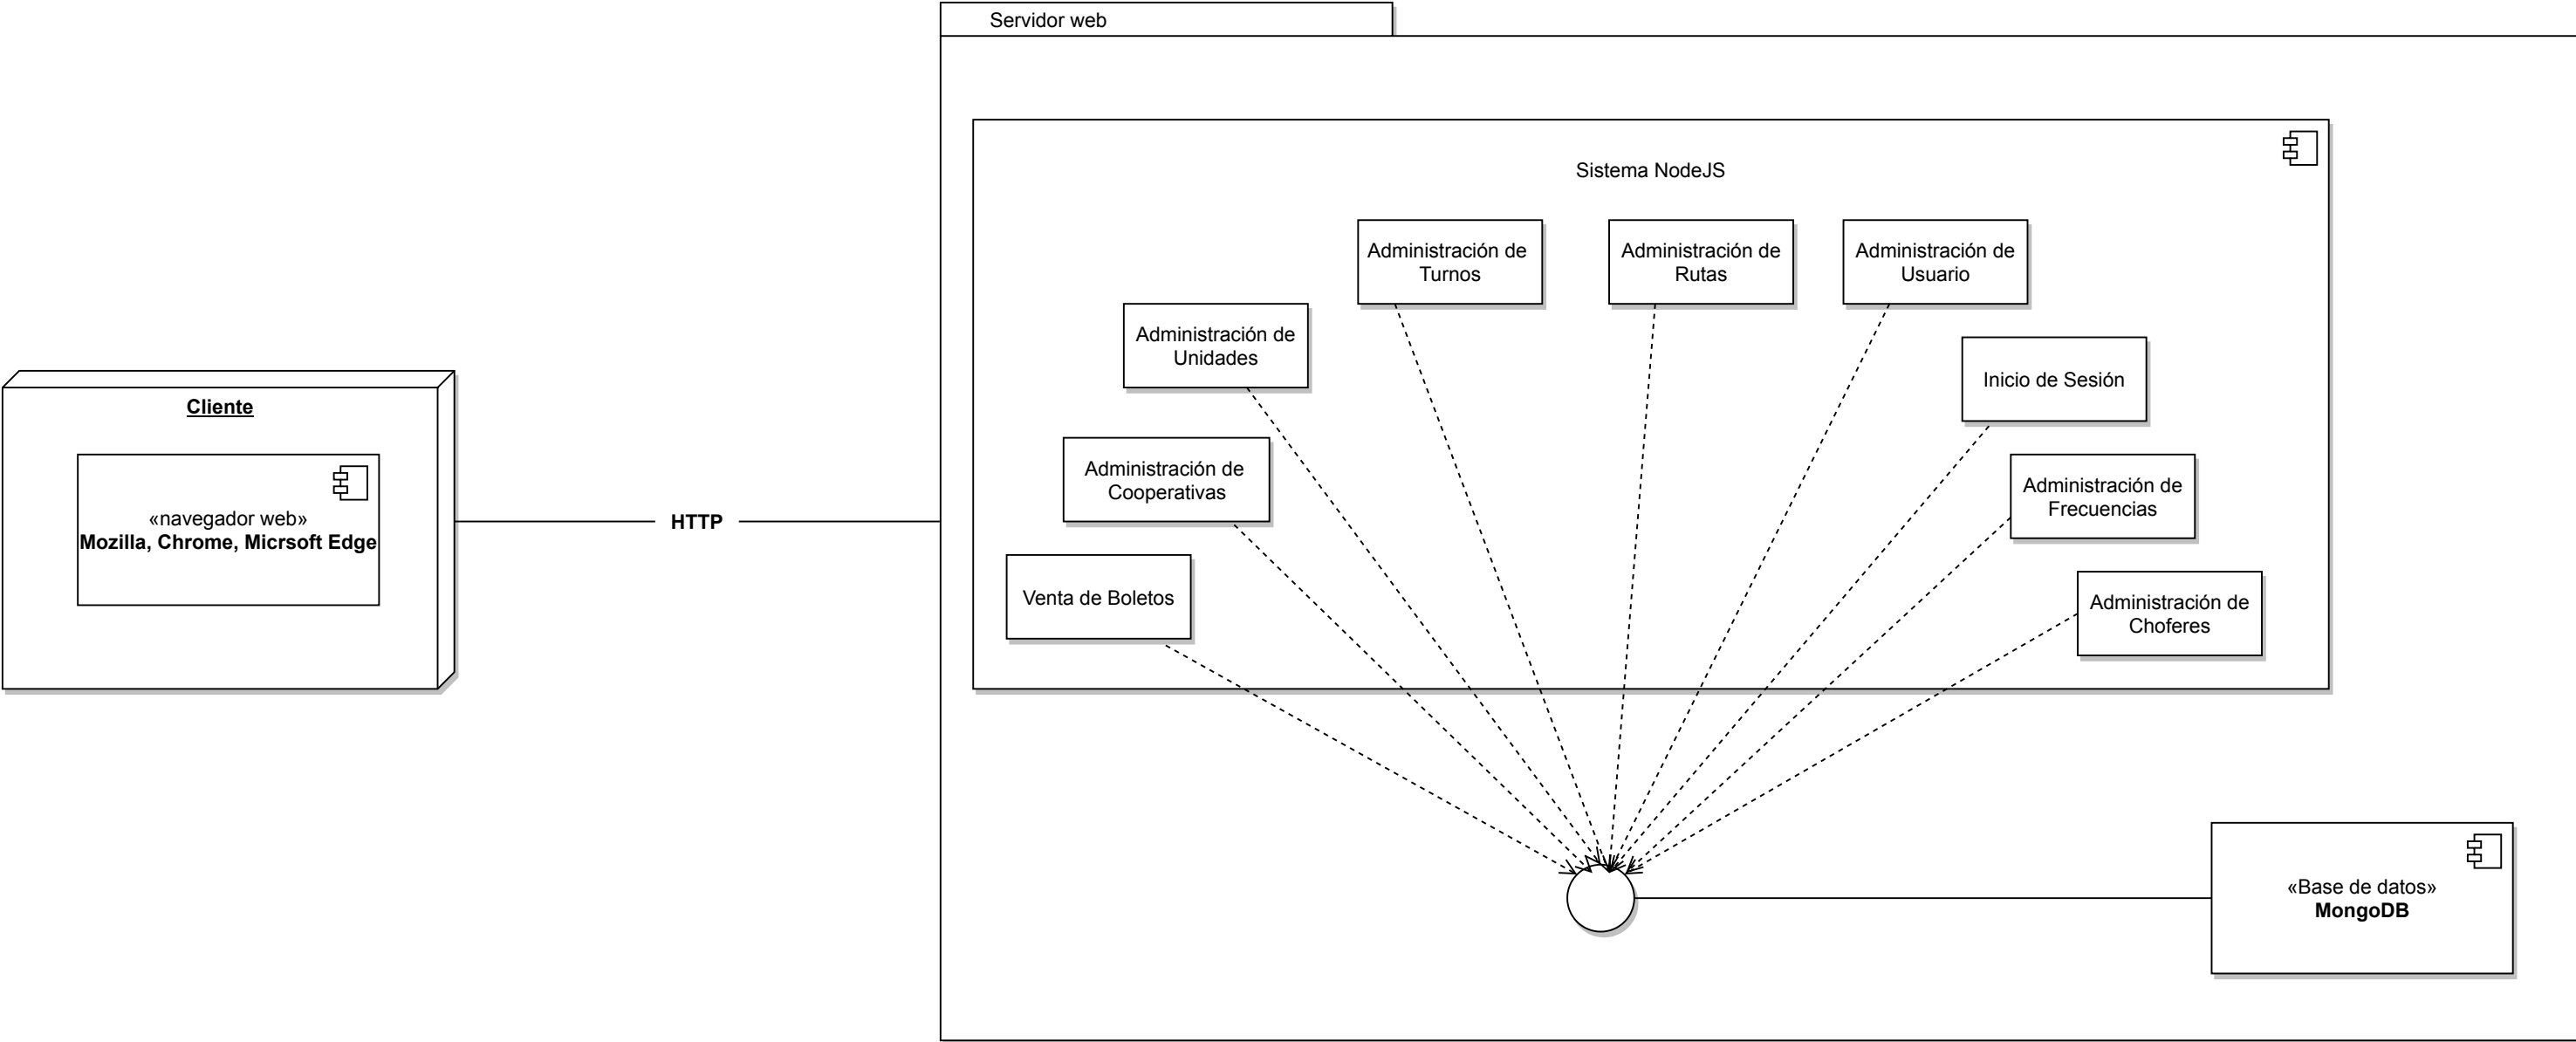 Servidor web
Sistema NodeJS
Administración de
Turnos
Administración de
Rutas
Administración de
Usuario
Administración de
Unidades
Inicio de Sesión
Cliente
Administración de
Cooperativas
Administración de
Frecuencias
«navegador web»
Mozilla, Chrome, Micrsoft Edge
HTTP
Venta de Boletos
Administración de
Choferes
«Base de datos»
MongoDB